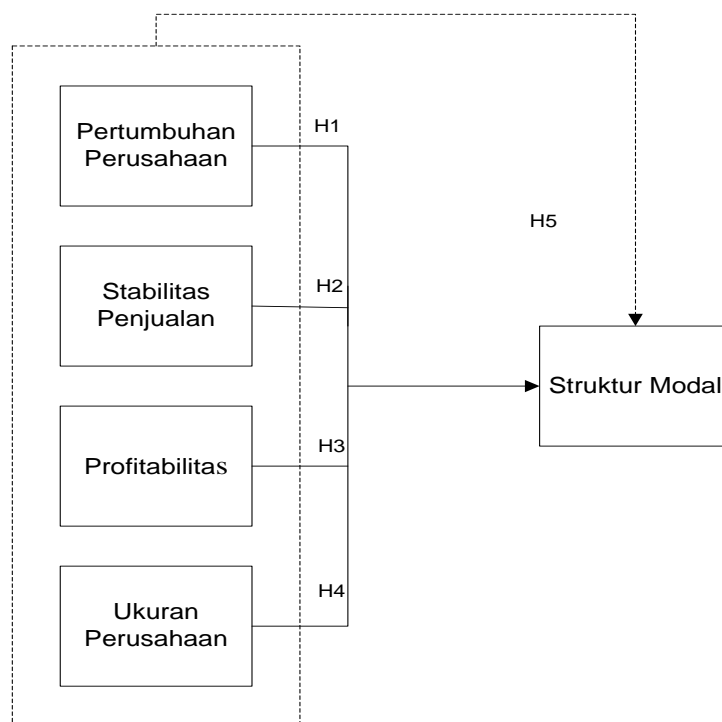 H1
Pertumbuhan
Perusahaan
H5
H2
Stabilitas
Penjualan
Struktur Modal
H3
Profitabilitas
H4
Ukuran
Perusahaan